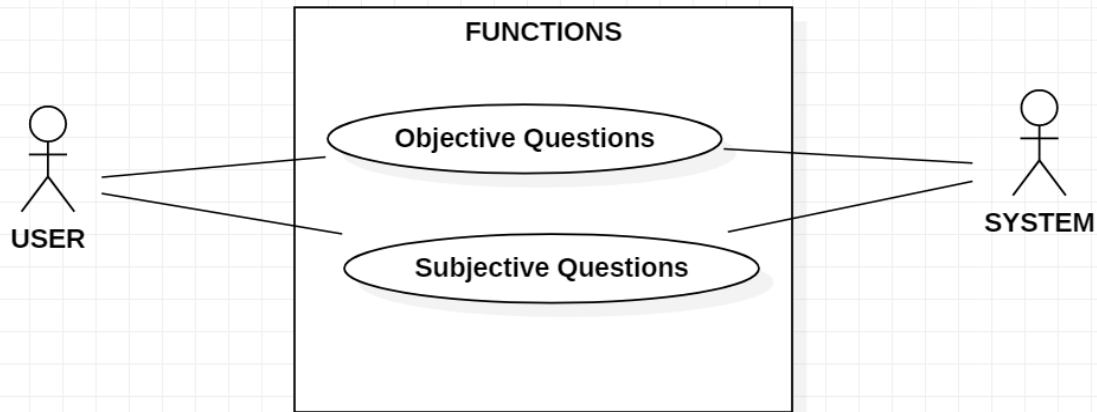 FUNCTIONS
Objective Questions
USER
SYSTEM
Subjective Questions